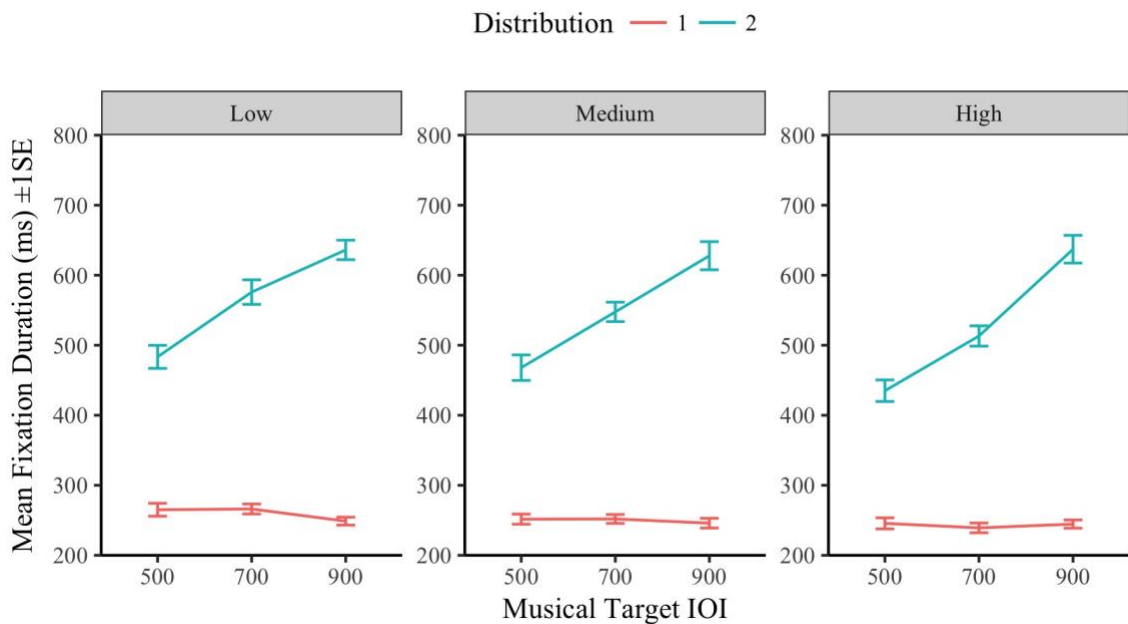 Distribution 1 2
Low Medium High
Mean Fixation Duration (ms) ±1SE
800 800 800
700 700 700
600 600 600
500 500 500
400 400 400
300 300 300
200 200 200
500 700 900 500 700 900 500 700 900
Musical Target IOI